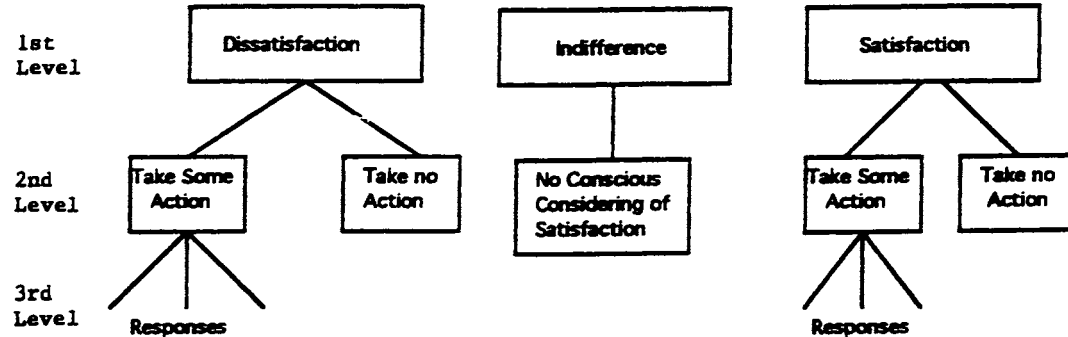 1st
Level
Dissatisfaction
Indifference
Satisfaction
2nd
Level
Take Some
Action
Take no
Action
No Conscious
Considering of
Satisfaction
Take Some
Action
Take no
Action
3rd
Level
Responses
Responses